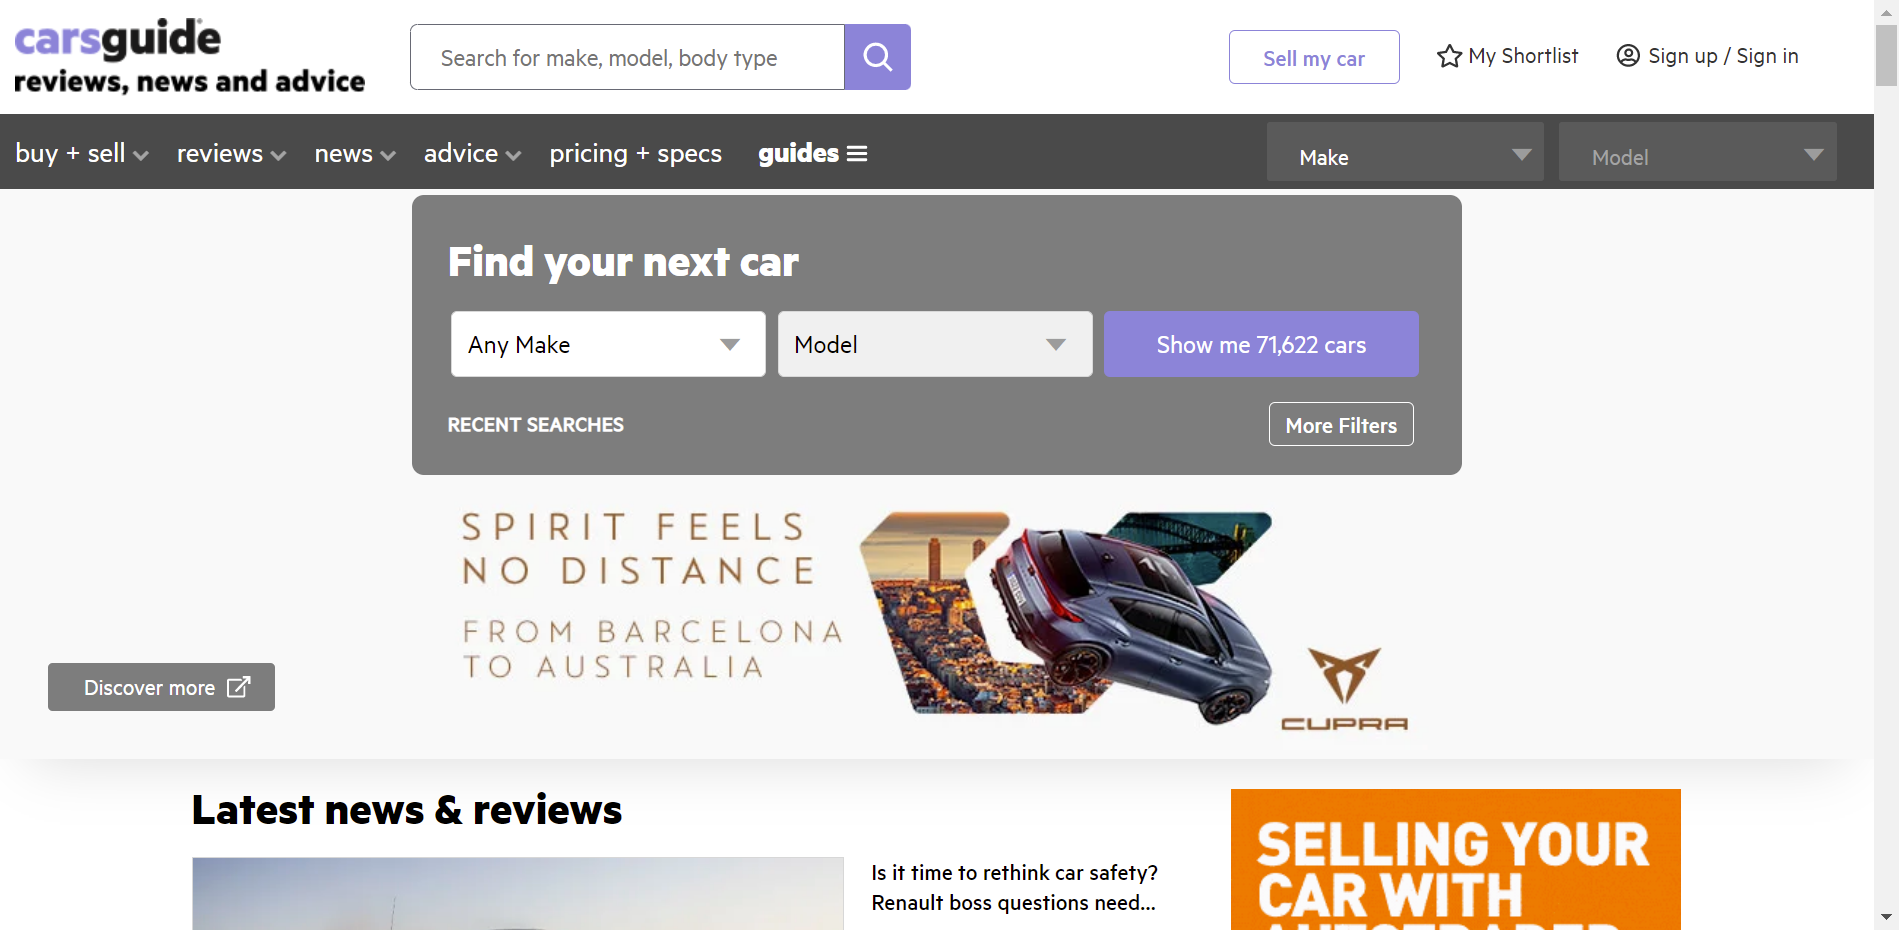 carsguide
reviews, news and advice
Search for make, model, body type
Sell my car
My Shortlist
Sign up / Sign in
buy + sell
reviews
news
advice
pricing + specs
guides
Make
Model
Find your next car
Any Make
Model
Show me 71,622 cars
RECENT SEARCHES
More Filters
SPIRIT FEELS
NO DISTANCE
FROM BARCELONA
TO AUSTRALIA
CUPRA
Discover more
Latest news & reviews
Is it time to rethink car safety?
Renault boss questions need...
SELLING YOUR
CAR WITH
AUTOTRADER